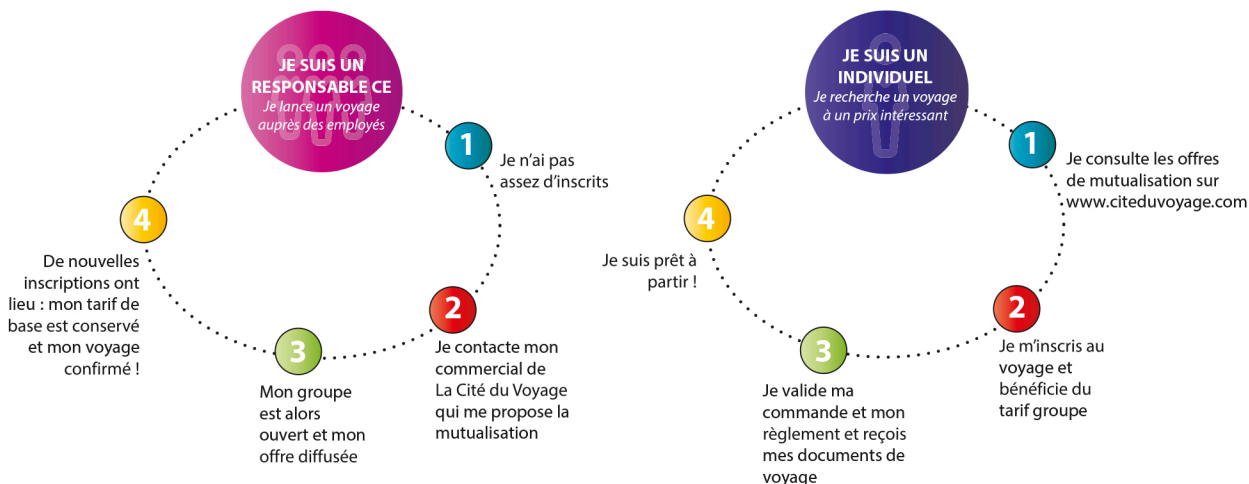 JE SUIS UN
RESPONSABLE CE
Je lance un voyage
auprès des employés
1
Je n'ai pas
assez d'inscrits
2
Je contacte mon
commercial de
La Cité du Voyage
qui me propose la
mutualisation
3
Mon groupe
est alors
ouvert et mon
offre diffusée
4
De nouvelles
inscriptions ont
lieu : mon tarif de
base est conservé
et mon voyage
confirmé !
JE SUIS UN
INDIVIDUEL
Je recherche un voyage
à un prix intéressant
1
Je consulte les offres
de mutualisation sur
www.citeduvoyage.com
2
Je m'inscris au
voyage et
bénéficie du
tarif groupe
3
Je valide ma
commande et mon
règlement et reçois
mes documents de
voyage
4
Je suis prêt à
partir !